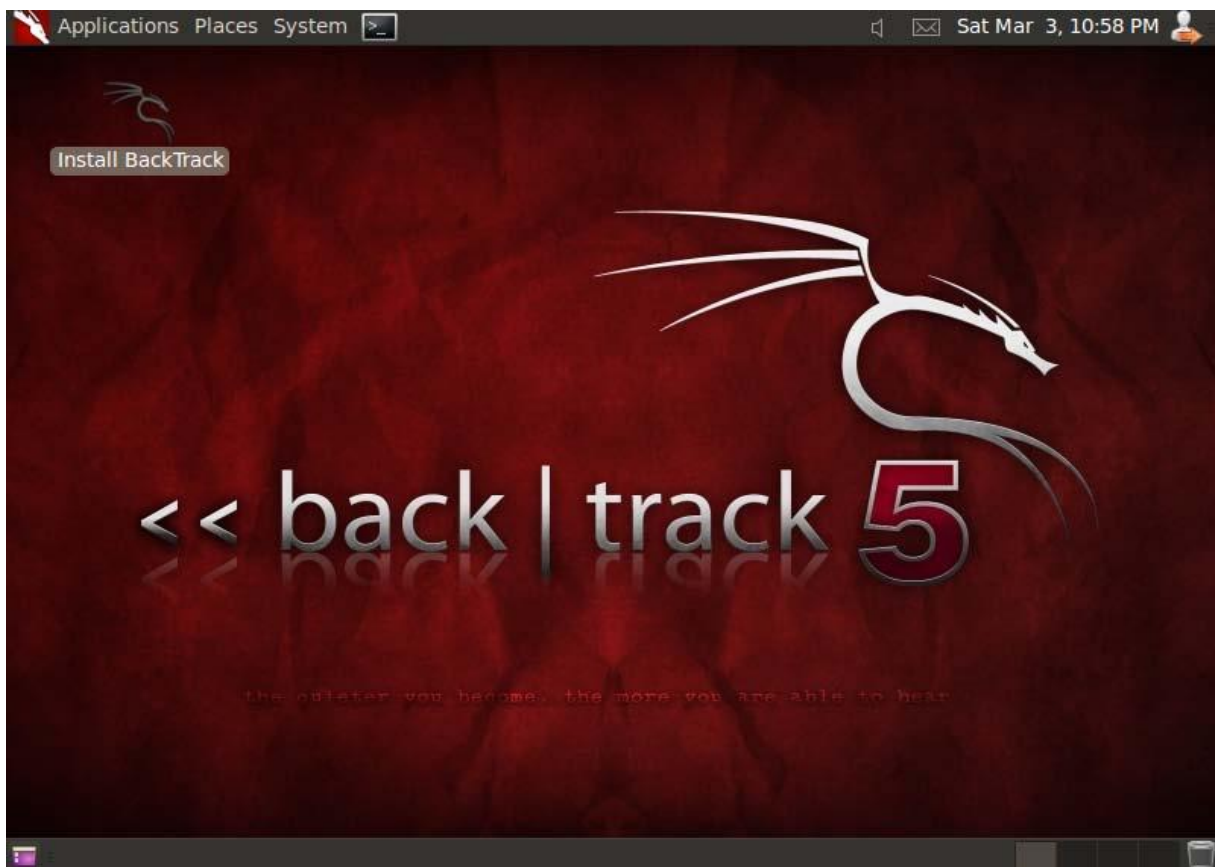 Applications Places System Sat Mar 3, 10:58 PM
Install BackTrack
<< back | track 5
the quieter you become, the more you are able to hear